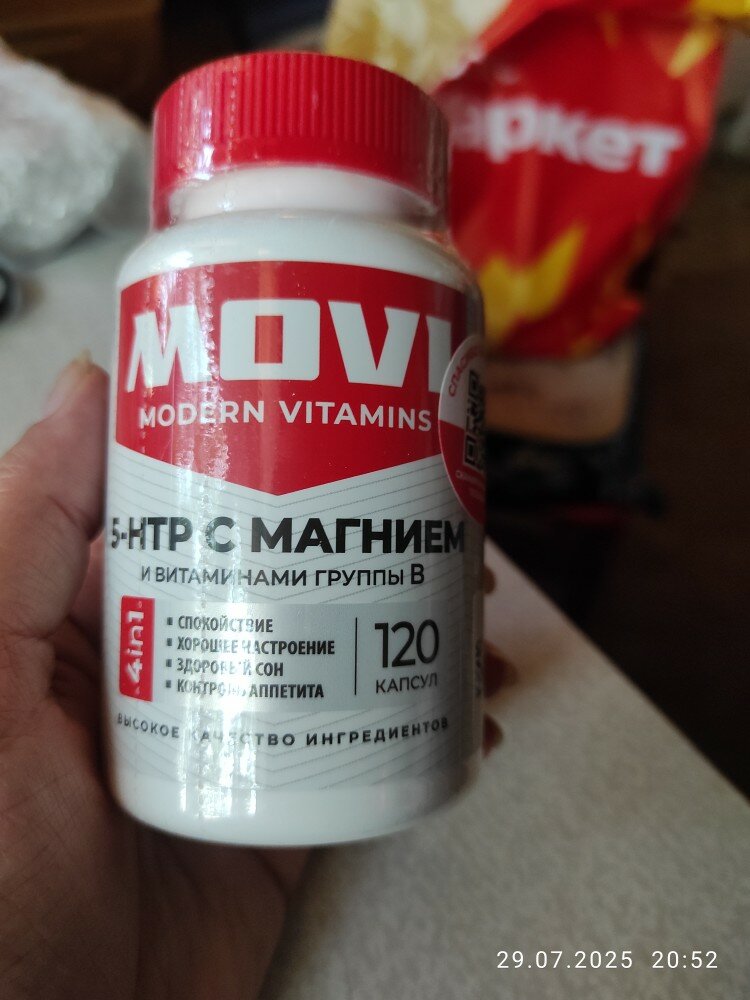 аркет
MOVI
MODERN VITAMINS
5-HTP С МАГНИЕМ
И ВИТАМИНАМИ ГРУППЫ В
4in1
СПОКОЙСТВИЕ
ХОРОШЕЕ НАСТРОЕНИЕ
ЗДОРОВЫЙ СОН
КОНТРОЛЬ АППЕТИТА
120
КАПСУЛ
ВЫСОКОЕ КАЧЕСТВО ИНГРЕДИЕНТОВ
29.07.2025 20:52